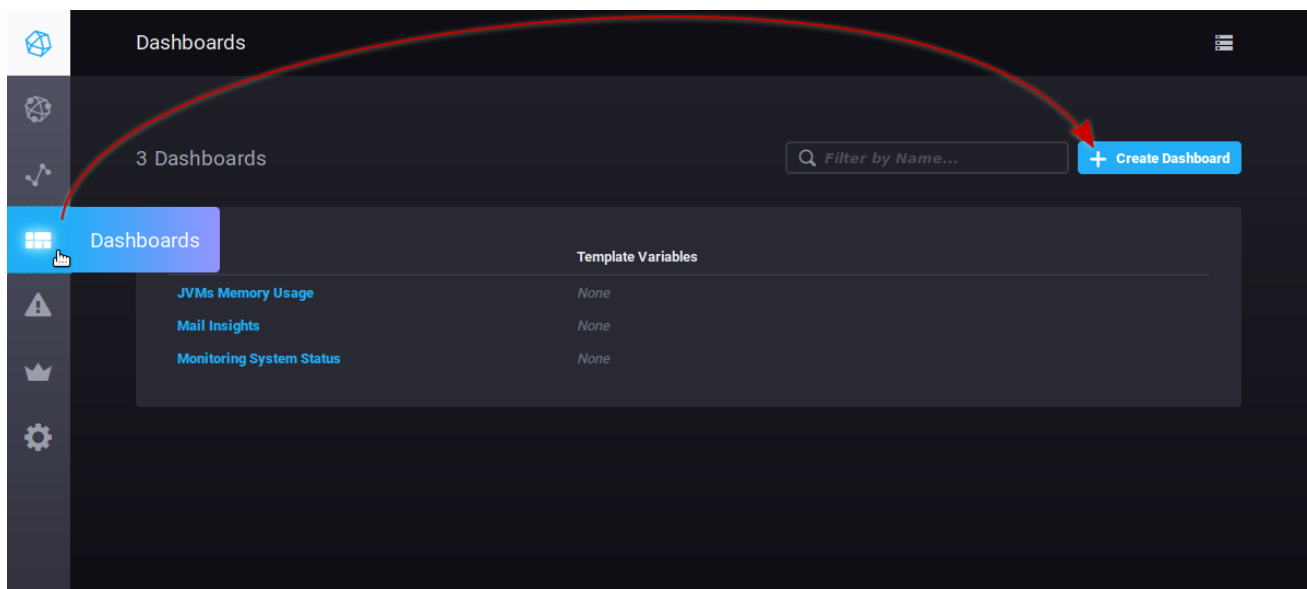 Dashboards
3 Dashboards
Filter by Name...
Create Dashboard
Dashboards
Template Variables
JVMs Memory Usage
None
Mail Insights
None
Monitoring System Status
None